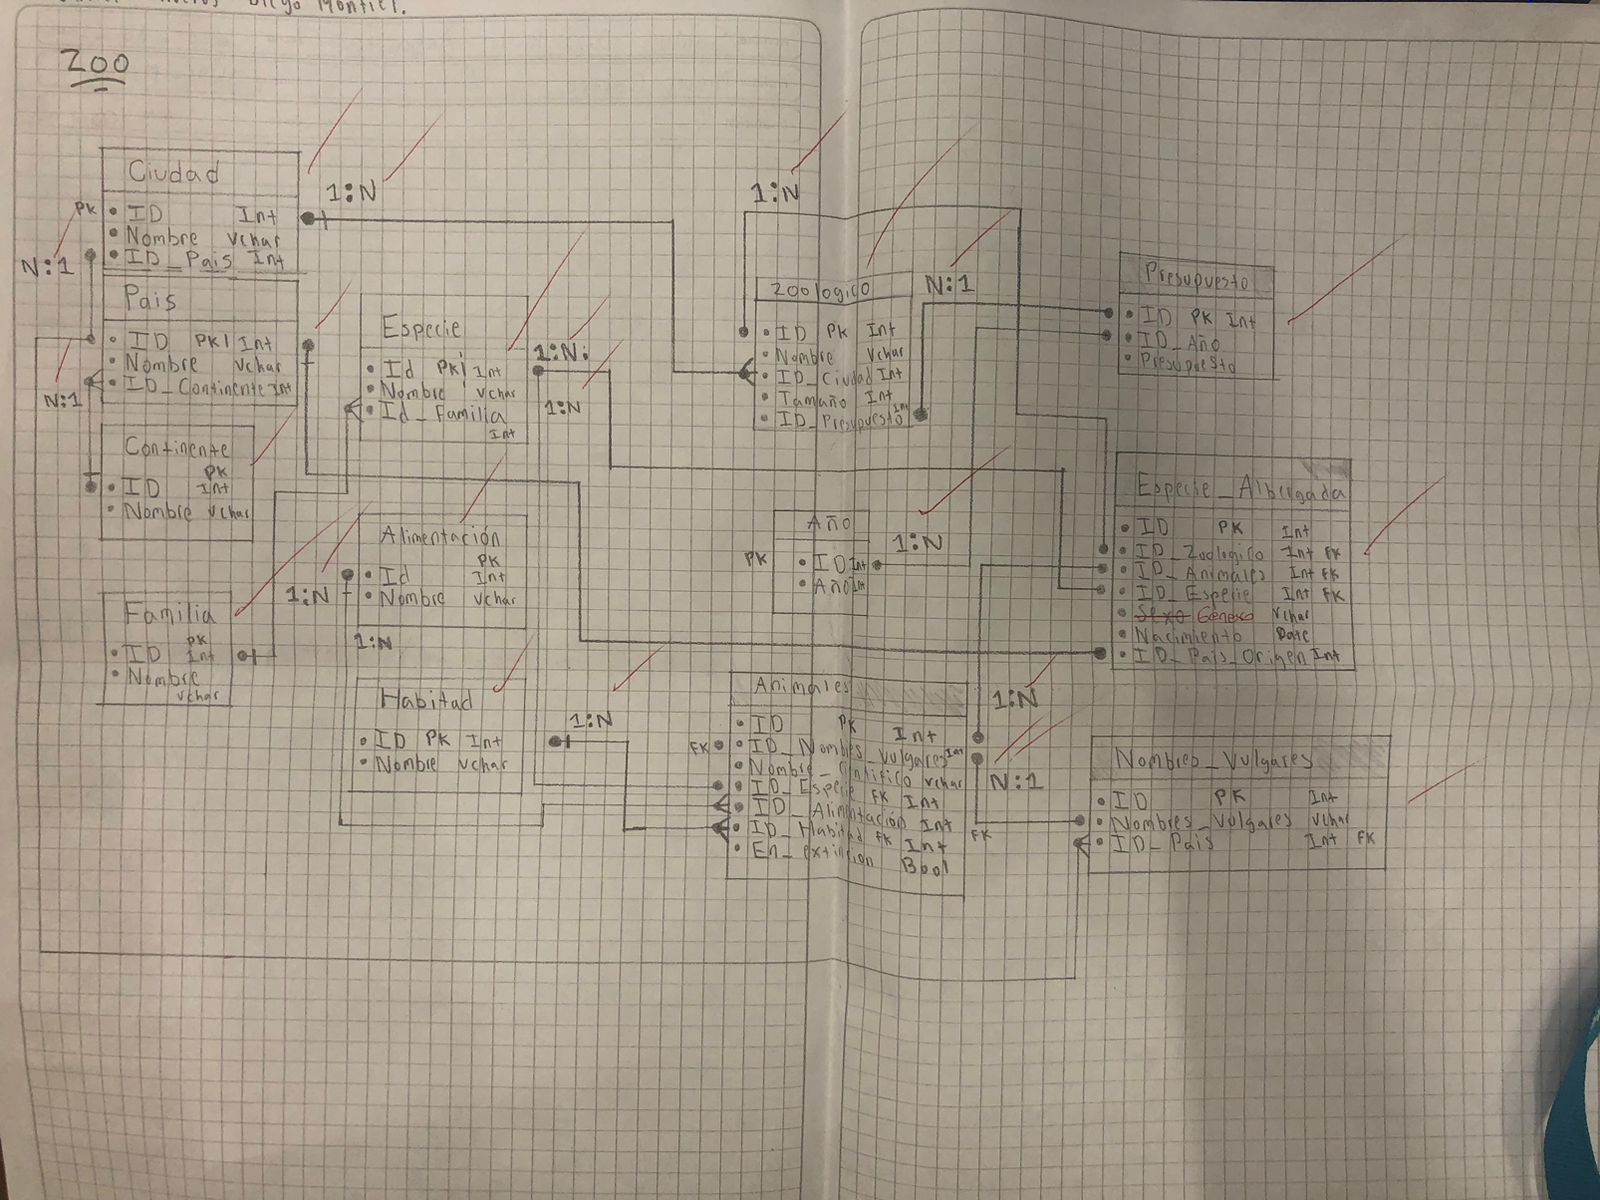 Diego Montiel.
ZOO
Ciudad
1:N
PK • ID Int
• Nombre Vchar
• ID_Pais Int
N:1
Pais
• ID PK Int
• Nombre Vchar
• ID_Continente Int
N:1
Continente
PK
• ID Int
• Nombre Vchar
Familia
PK
• ID Int
• Nombre
Vchar
Especie
• Id PK Int
• Nombre Vchar
• Id_Familia
Int
1:N
1:N
Alimentación
PK
• Id Int
• Nombre Vchar
1:N
1:N
Habitad
• ID PK Int
• Nombre Vchar
1:N
1:N
Zoologico
• ID PK Int
• Nombre Vchar
• ID_Ciudad Int
• Tamaño Int
• ID_Presupuesto Int
N:1
Presupuesto
• ID PK Int
• ID_Año
• Presupuesto
Año
PK • ID Int
• Año Int
1:N
Especie_Albergada
• ID PK Int
• ID_Zoologico Int FK
• ID_Animales Int FK
• ID_Especie Int FK
• Sexo Genero Vchar
• Nacimiento Date
• ID_Pais_Origen Int
1:N
Animales
• ID PK Int
FK • ID_Nombres_Vulgares Int
• Nombre_Cintifico Vchar
• ID_Especie FK Int
• ID_Alimentación Int
• ID_Habitad FK Int FK
• En_extincion Bool
N:1
Nombres_Vulgares
• ID PK Int
• Nombres_Vulgares Vchar
• ID_Pais Int FK